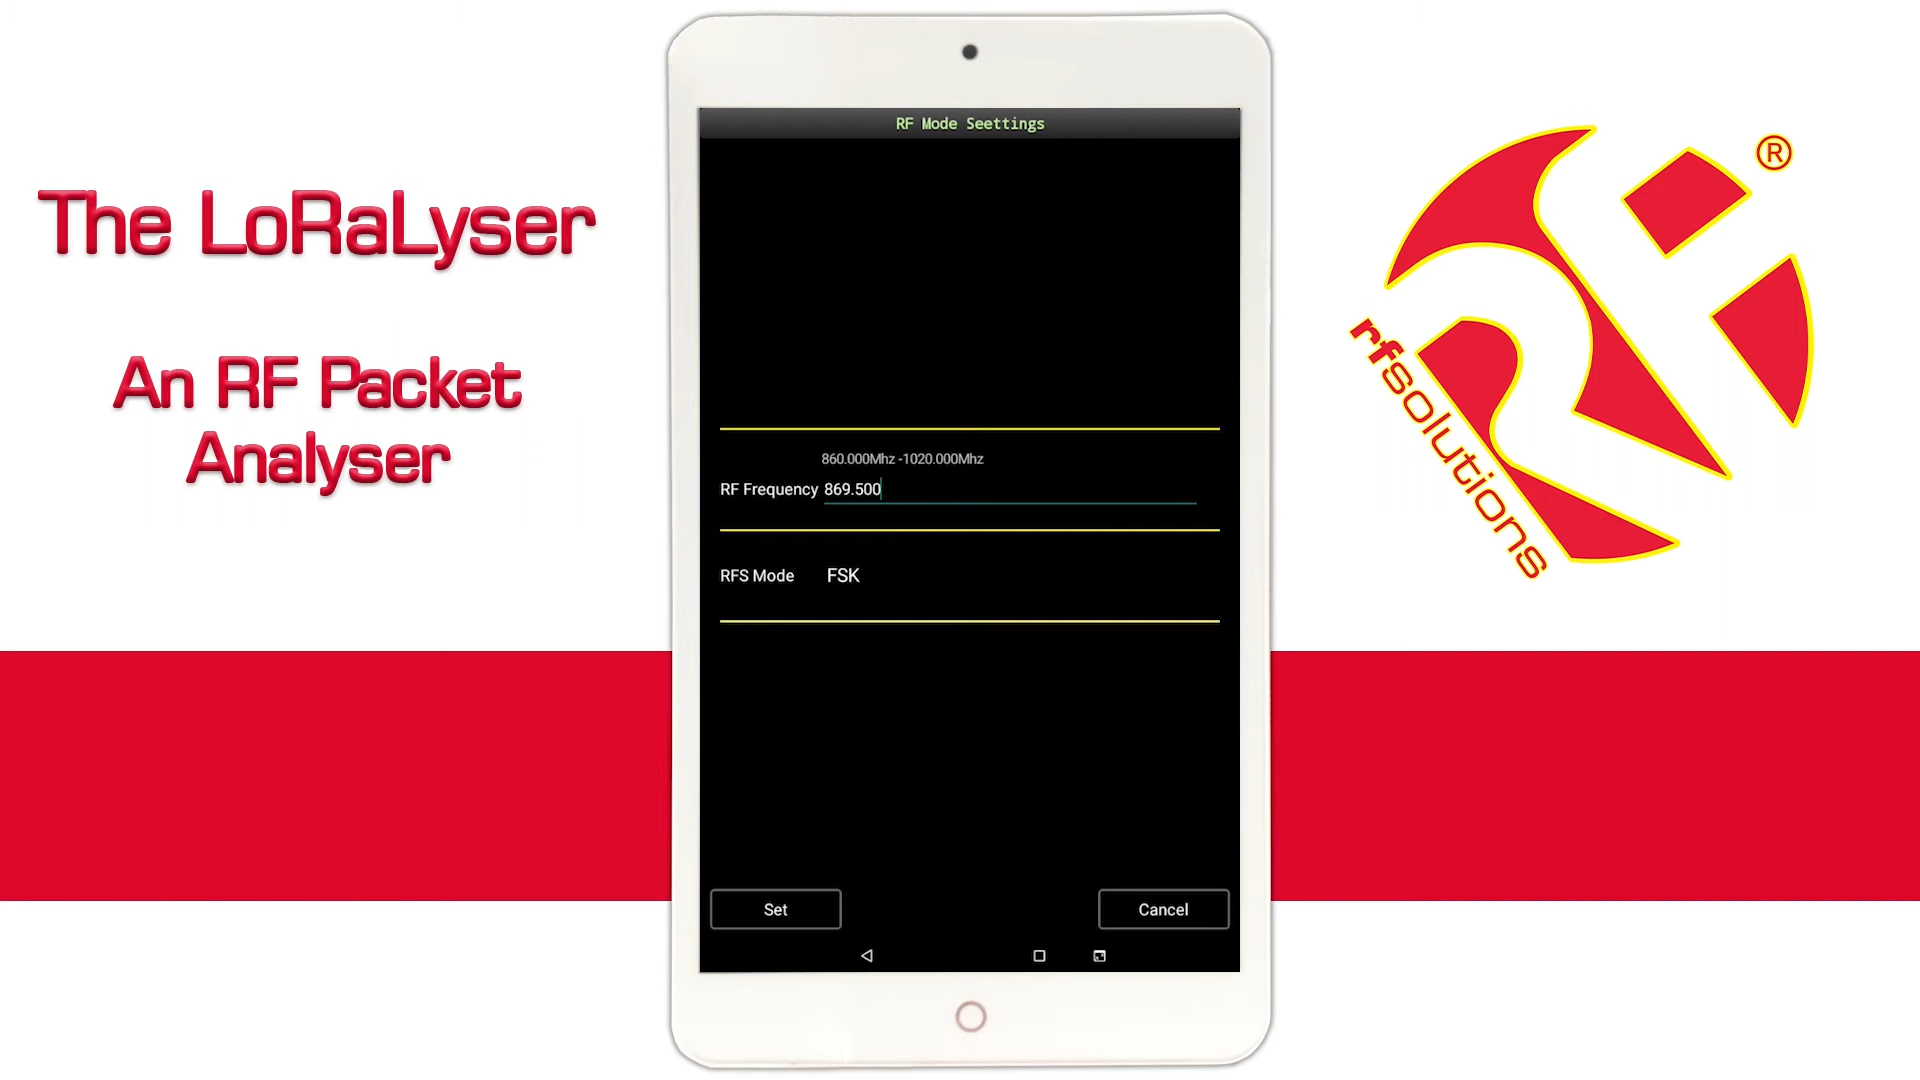 The LoRaLyser
An RF Packet
Analyser
RF Mode Seettings
860.000Mhz -1020.000Mhz
RF Frequency 869.500
RFS Mode FSK
Set
Cancel
®
rfsolutions